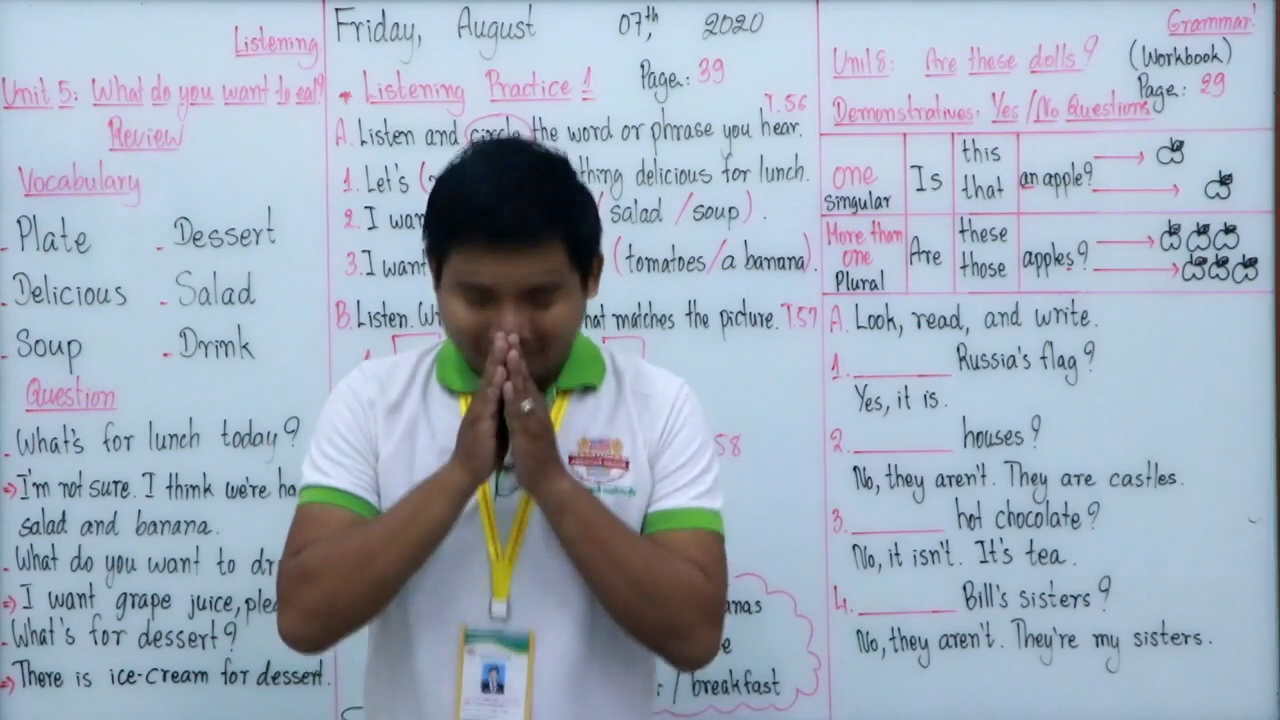 Listening
Unit 5: What do you want to eat?
Review
Vocabulary
- Plate - Dessert
- Delicious - Salad
- Soup - Drink
Question
- What's for lunch today?
⇒ I'm not sure. I think we're ha
salad and banana.
- What do you want to dr
⇒ I want grape juice, plea
- What's for dessert?
⇒ There is ice-cream for dessert.
Friday, August 07th, 2020
* Listening Practice 1 Page: 39
T.56
A. Listen and circle the word or phrase you hear.
1. Let's ( thing delicious for lunch.
2. I wan ( salad / soup ) .
3. I want (tomatoes / a banana).
B. Listen. W hat matches the picture. T.57
58
anas
e
/ breakfast
Grammar!
Unit 8: Are these dolls? (Workbook)
Page: 29
Demonstratives: Yes / No Questions
one singular Is this that an apple?
More than one Plural Are these those apples?
A. Look, read, and write.
1. ________ Russia's flag?
Yes, it is.
2. ________ houses?
No, they aren't. They are castles.
3. ________ hot chocolate?
No, it isn't. It's tea.
4. ________ Bill's sisters?
No, they aren't. They're my sisters.